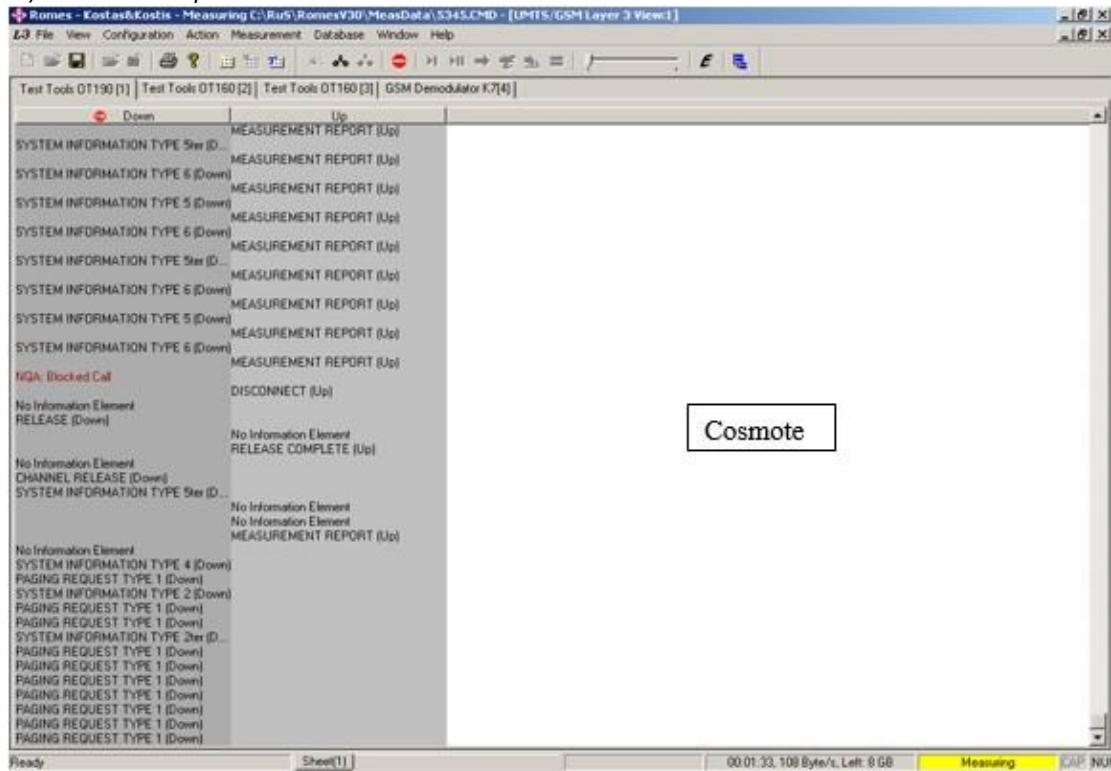 Romes - Kostas&Kostis - Measuring C:\RuS\RomesV30\MeasData\5345.CMD - [UMTS/GSM Layer 3 View:1]
L3 File View Configuration Action Measurement Database Window Help
Test Tools OT190 [1] Test Tools OT160 [2] Test Tools OT160 [3] GSM Demodulator K.7[4]
Down Up
MEASUREMENT REPORT (Up)
SYSTEM INFORMATION TYPE 5ter (D...
MEASUREMENT REPORT (Up)
SYSTEM INFORMATION TYPE 6 (Down)
MEASUREMENT REPORT (Up)
SYSTEM INFORMATION TYPE 5 (Down)
MEASUREMENT REPORT (Up)
SYSTEM INFORMATION TYPE 6 (Down)
MEASUREMENT REPORT (Up)
SYSTEM INFORMATION TYPE 5ter (D...
MEASUREMENT REPORT (Up)
SYSTEM INFORMATION TYPE 6 (Down)
MEASUREMENT REPORT (Up)
SYSTEM INFORMATION TYPE 5 (Down)
MEASUREMENT REPORT (Up)
SYSTEM INFORMATION TYPE 6 (Down)
MEASUREMENT REPORT (Up)
NQA: Blocked Call
DISCONNECT (Up)
No Information Element
RELEASE (Down)
No Information Element
RELEASE COMPLETE (Up)
No Information Element
CHANNEL RELEASE (Down)
SYSTEM INFORMATION TYPE 5ter (D...
No Information Element
No Information Element
MEASUREMENT REPORT (Up)
No Information Element
SYSTEM INFORMATION TYPE 4 (Down)
PAGING REQUEST TYPE 1 (Down)
SYSTEM INFORMATION TYPE 2 (Down)
PAGING REQUEST TYPE 1 (Down)
PAGING REQUEST TYPE 1 (Down)
SYSTEM INFORMATION TYPE 2ter (D...
PAGING REQUEST TYPE 1 (Down)
PAGING REQUEST TYPE 1 (Down)
PAGING REQUEST TYPE 1 (Down)
PAGING REQUEST TYPE 1 (Down)
PAGING REQUEST TYPE 1 (Down)
PAGING REQUEST TYPE 1 (Down)
PAGING REQUEST TYPE 1 (Down)
Cosmote
Ready Sheet(1) 00:01:33, 108 Byte/s, Left: 8 GB Measuring CAP NU